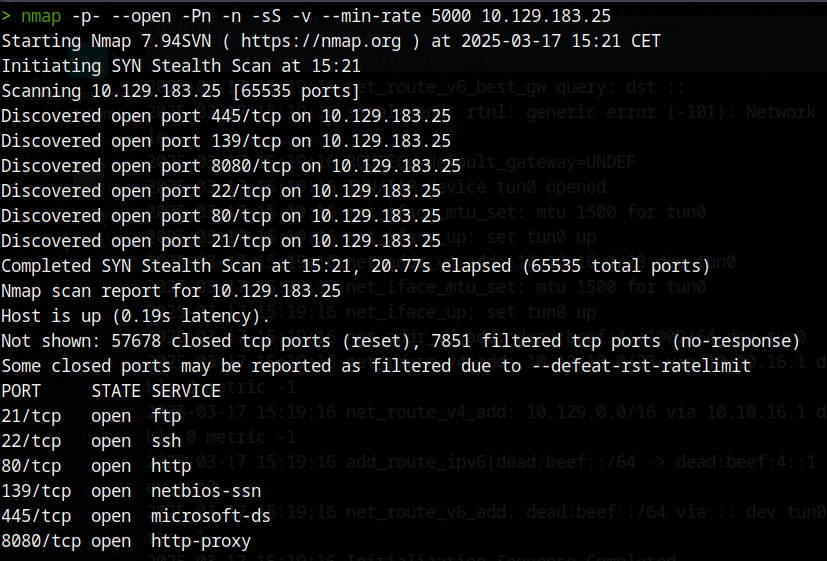 > nmap -p- --open -Pn -n -sS -v --min-rate 5000 10.129.183.25
Starting Nmap 7.94SVN ( https://nmap.org ) at 2025-03-17 15:21 CET
Initiating SYN Stealth Scan at 15:21
Scanning 10.129.183.25 [65535 ports]
Discovered open port 445/tcp on 10.129.183.25
Discovered open port 139/tcp on 10.129.183.25
Discovered open port 8080/tcp on 10.129.183.25
Discovered open port 22/tcp on 10.129.183.25
Discovered open port 80/tcp on 10.129.183.25
Discovered open port 21/tcp on 10.129.183.25
Completed SYN Stealth Scan at 15:21, 20.77s elapsed (65535 total ports)
Nmap scan report for 10.129.183.25
Host is up (0.19s latency).
Not shown: 57678 closed tcp ports (reset), 7851 filtered tcp ports (no-response)
Some closed ports may be reported as filtered due to --defeat-rst-ratelimit
PORT     STATE SERVICE
21/tcp   open  ftp
22/tcp   open  ssh
80/tcp   open  http
139/tcp  open  netbios-ssn
445/tcp  open  microsoft-ds
8080/tcp open  http-proxy